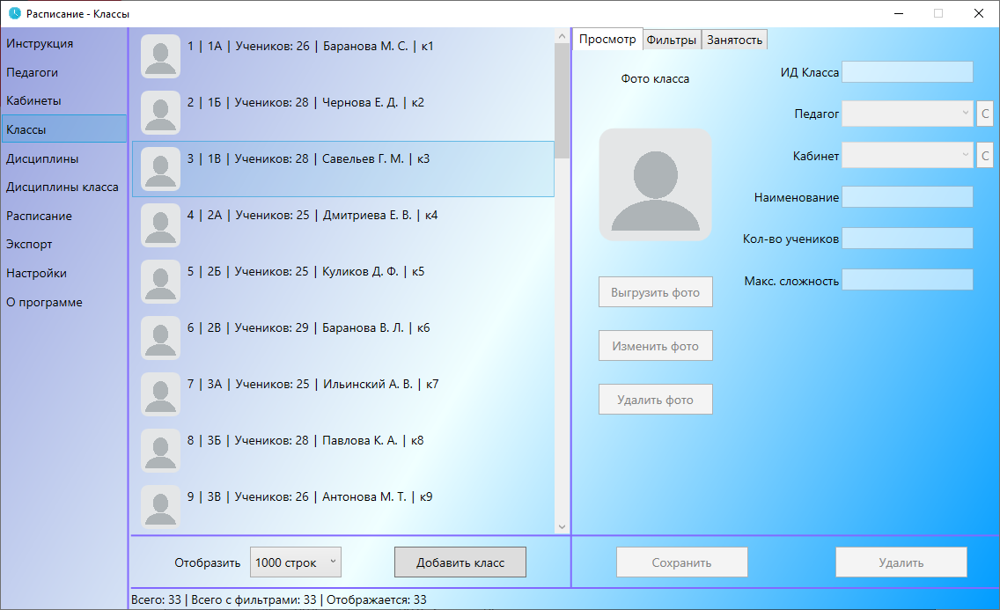 Расписание - Классы
Инструкция
Педагоги
Кабинеты
Классы
Дисциплины
Дисциплины класса
Расписание
Экспорт
Настройки
О программе
1 | 1А | Учеников: 26 | Баранова М. С. | к1
2 | 1Б | Учеников: 28 | Чернова Е. Д. | к2
3 | 1В | Учеников: 28 | Савельев Г. М. | к3
4 | 2А | Учеников: 25 | Дмитриева Е. В. | к4
5 | 2Б | Учеников: 25 | Куликов Д. Ф. | к5
6 | 2В | Учеников: 29 | Баранова В. Л. | к6
7 | 3А | Учеников: 25 | Ильинский А. В. | к7
8 | 3Б | Учеников: 28 | Павлова К. А. | к8
9 | 3В | Учеников: 26 | Антонова М. Т. | к9
Отобразить 1000 строк Добавить класс
Просмотр Фильтры Занятость
Фото класса
Выгрузить фото
Изменить фото
Удалить фото
ИД Класса
Педагог С
Кабинет С
Наименование
Кол-во учеников
Макс. сложность
Сохранить Удалить
Всего: 33 | Всего с фильтрами: 33 | Отображается: 33